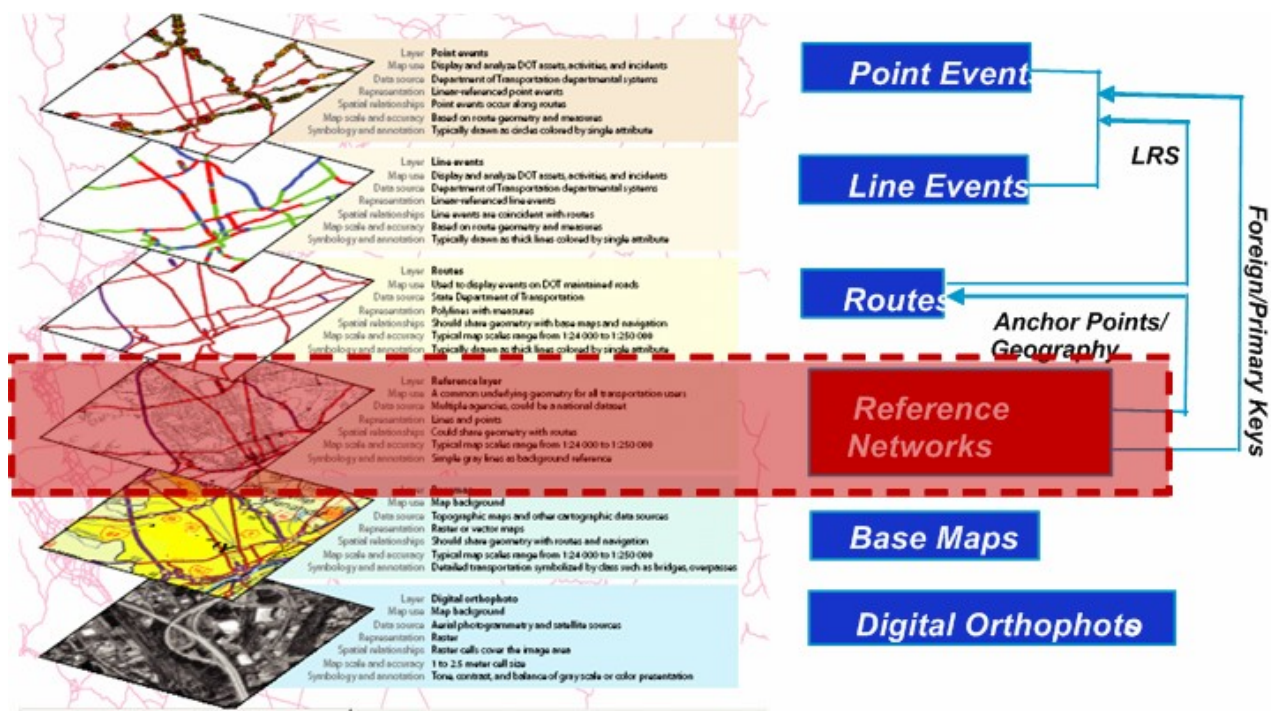 Layer Point events
Map use Display and analyze DOT assets, activities, and incidents
Data source Department of Transportation departmental systems
Representation Linear-referenced point events
Spatial relationships Point events occur along routes
Map scale and accuracy Based on route geometry and measures
Symbology and annotation Typically drawn as circles colored by single attribute
Layer Line events
Map use Display and analyze DOT assets, activities, and incidents
Data source Department of Transportation departmental systems
Representation Linear-referenced line events
Spatial relationships Line events are coincident with routes
Map scale and accuracy Based on route geometry and measures
Symbology and annotation Typically drawn as thick lines colored by single attribute
Layer Routes
Map use Used to display events on DOT maintained roads
Data source State Department of Transportation
Representation Polylines with measures
Spatial relationships Should share geometry with base maps and navigation
Map scale and accuracy Typical map scales range from 1:24 000 to 1:250 000
Symbology and annotation Typically drawn as thick lines colored by single attribute
Layer Reference layer
Map use A common underlying geometry for all transportation users
Data source Multiple agencies, could be a national dataset
Representation Lines and points
Spatial relationships Could share geometry with routes
Map scale and accuracy Typical map scales range from 1:24 000 to 1:250 000
Symbology and annotation Simple gray lines as background reference
Map use Map background
Data source Topographic maps and other cartographic data sources
Representation Raster or vector maps
Spatial relationships Should share geometry with routes and navigation
Map scale and accuracy Typical map scales range from 1:24 000 to 1:250 000
Symbology and annotation Detailed transportation symbolized by class such as bridges, overpasses
Layer Digital orthophoto
Map use Map background
Data source Aerial photogrammetry and satellite sources
Representation Raster
Spatial relationships Raster cells cover the image area
Map scale and accuracy 1 to 2.5 meter cell size
Symbology and annotation Tone, contrast, and balance of gray scale or color presentation
Point Events
Line Events
LRS
Routes
Anchor Points/
Geography
Foreign/Primary Keys
Reference
Networks
Base Maps
Digital Orthophoto